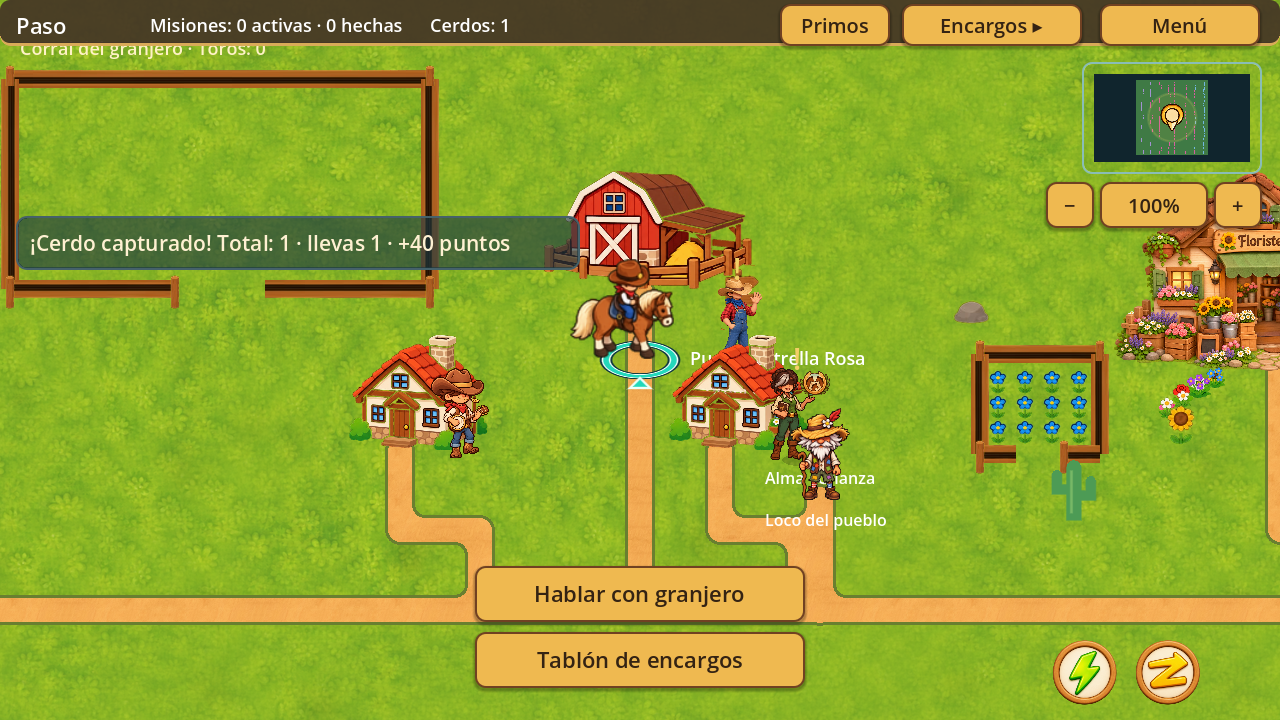 Paso
Misiones: 0 activas · 0 hechas
Cerdos: 1
Primos
Encargos ▸
Menú
Corral del granjero · Toros: 0
−
100%
+
Floriste
¡Cerdo capturado! Total: 1 · llevas 1 · +40 puntos
Rosa
Alma
Loco del pueblo
Hablar con granjero
Tablón de encargos